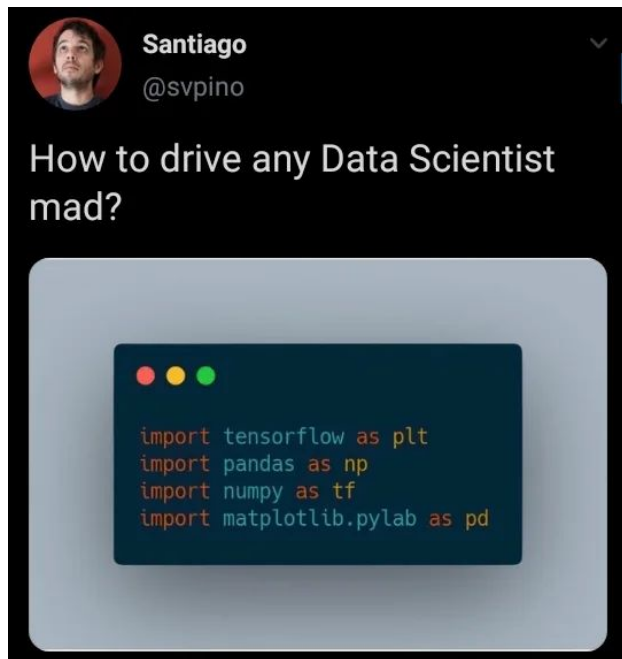 Santiago
@svpino
How to drive any Data Scientist
mad?
import tensorflow as plt
import pandas as np
import numpy as tf
import matplotlib.pylab as pd